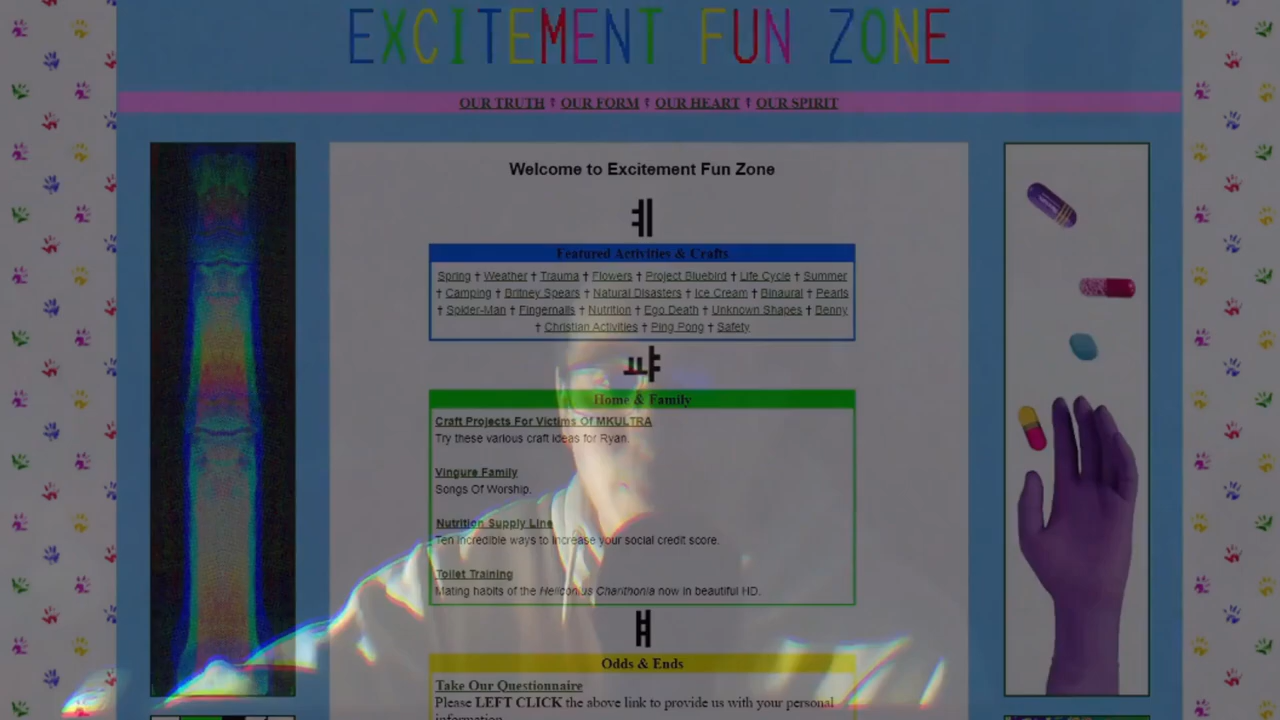 EXCITEMENT FUN ZONE
OUR TRUTH † OUR FORM † OUR HEART † OUR SPIRIT
Welcome to Excitement Fun Zone
Featured Activities & Crafts
Spring † Weather † Trauma † Flowers † Project Bluebird † Life Cycle † Summer
† Camping † Britney Spears † Natural Disasters † Ice Cream † Binaural † Pearls
† Spider-Man † Fingernails † Nutrition † Ego Death † Unknown Shapes † Benny
† Christian Activities † Ping Pong † Safety
Home & Family
Craft Projects For Victims Of MKULTRA
Try these various craft ideas for Ryan.
Vingure Family
Songs Of Worship.
Nutrition Supply Line
Ten incredible ways to increase your social credit score.
Toilet Training
Mating habits of the Heliconius Charithonia now in beautiful HD.
Odds & Ends
Take Our Questionnaire
Please LEFT CLICK the above link to provide us with your personal
information